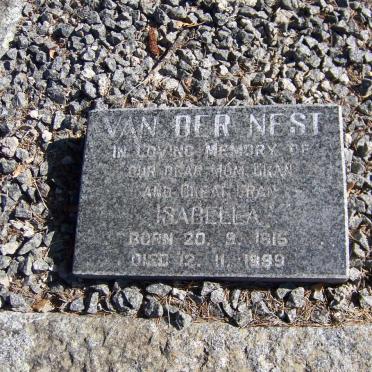 VAN DER NEST
IN LOVING MEMORY OF
OUR DEAR MOM, GRAN
AND GREAT GRAN
ISABELLA
BORN 20. 9. 1915
DIED 12. 11. 1989